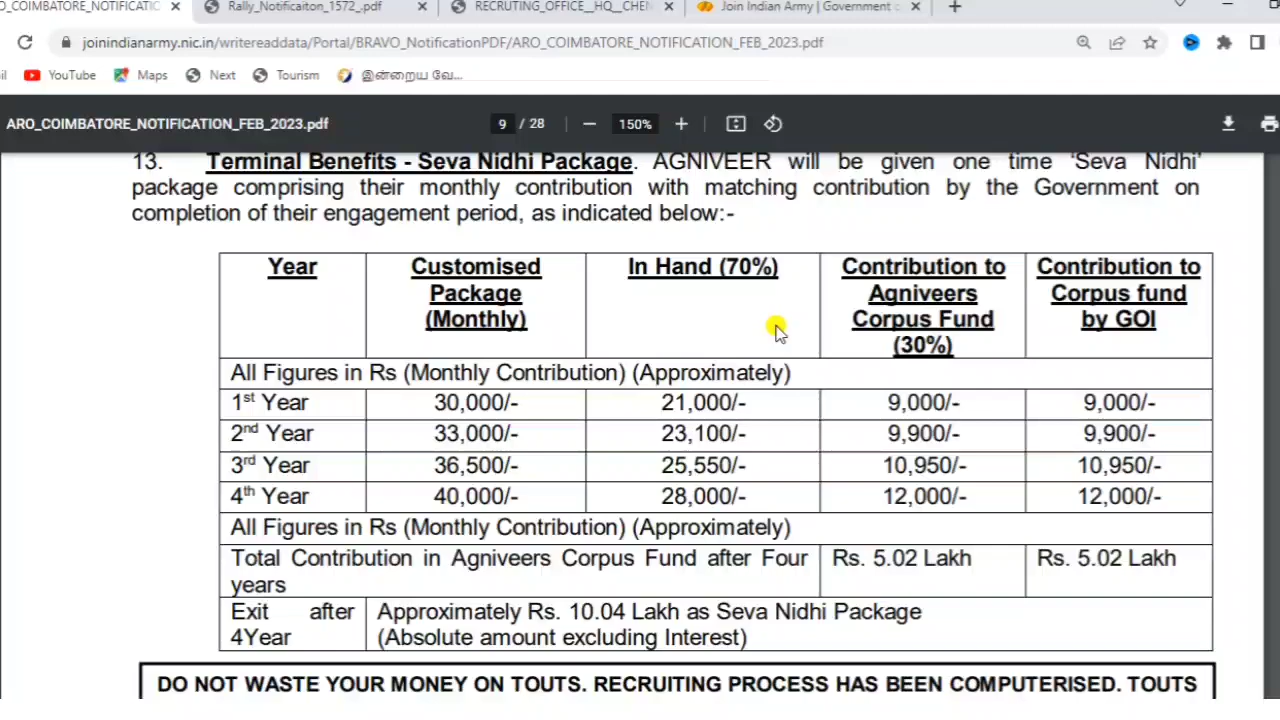 O_COIMBATORE_NOTIFICATIO
Rally_Notificaiton_1572_.pdf
RECRUTING_OFFICE__HQ__CHEN
Join Indian Army | Government o
joinindianarmy.nic.in/writereaddata/Portal/BRAVO_NotificationPDF/ARO_COIMBATORE_NOTIFICATION_FEB_2023.pdf
il YouTube Maps Next Tourism இன்றைய வே...
ARO_COIMBATORE_NOTIFICATION_FEB_2023.pdf 9 / 28 150%
13. Terminal Benefits - Seva Nidhi Package. AGNIVEER will be given one time 'Seva Nidhi'
package comprising their monthly contribution with matching contribution by the Government on
completion of their engagement period, as indicated below:-
Year
Customised
Package
(Monthly)
In Hand (70%)
Contribution to
Agniveers
Corpus Fund
(30%)
Contribution to
Corpus fund
by GOI
All Figures in Rs (Monthly Contribution) (Approximately)
1st Year 30,000/- 21,000/- 9,000/- 9,000/-
2nd Year 33,000/- 23,100/- 9,900/- 9,900/-
3rd Year 36,500/- 25,550/- 10,950/- 10,950/-
4th Year 40,000/- 28,000/- 12,000/- 12,000/-
All Figures in Rs (Monthly Contribution) (Approximately)
Total Contribution in Agniveers Corpus Fund after Four
years
Rs. 5.02 Lakh
Rs. 5.02 Lakh
Exit after
4Year
Approximately Rs. 10.04 Lakh as Seva Nidhi Package
(Absolute amount excluding Interest)
DO NOT WASTE YOUR MONEY ON TOUTS. RECRUITING PROCESS HAS BEEN COMPUTERISED. TOUTS